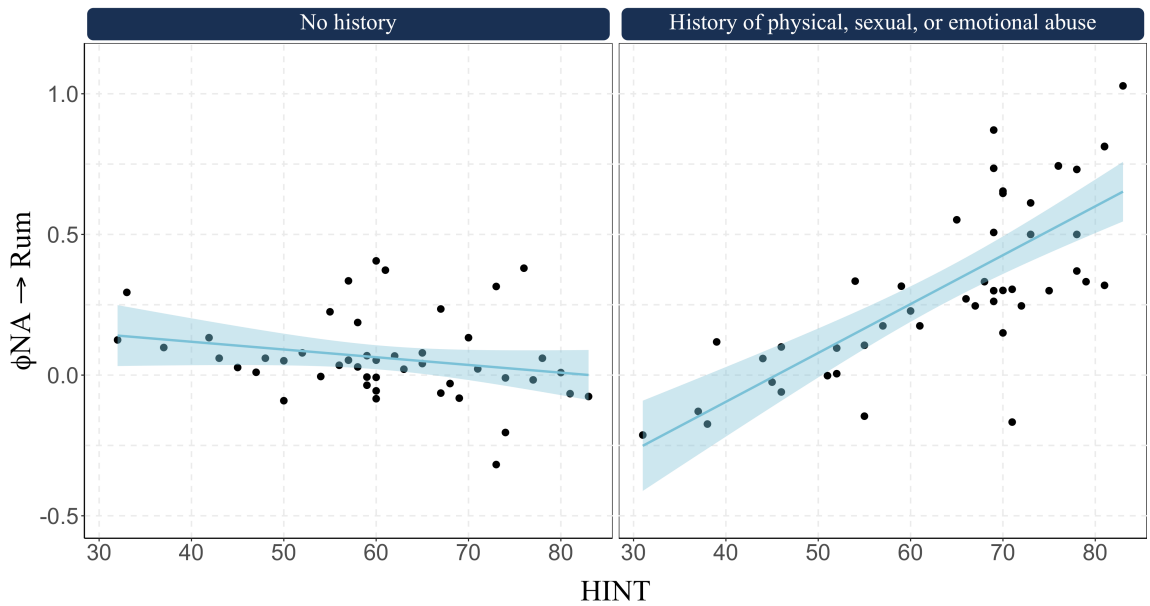 No history
History of physical, sexual, or emotional abuse
1.0
0.5
0.0
-0.5
ϕNA → Rum
30 40 50 60 70 80
30 40 50 60 70 80
HINT